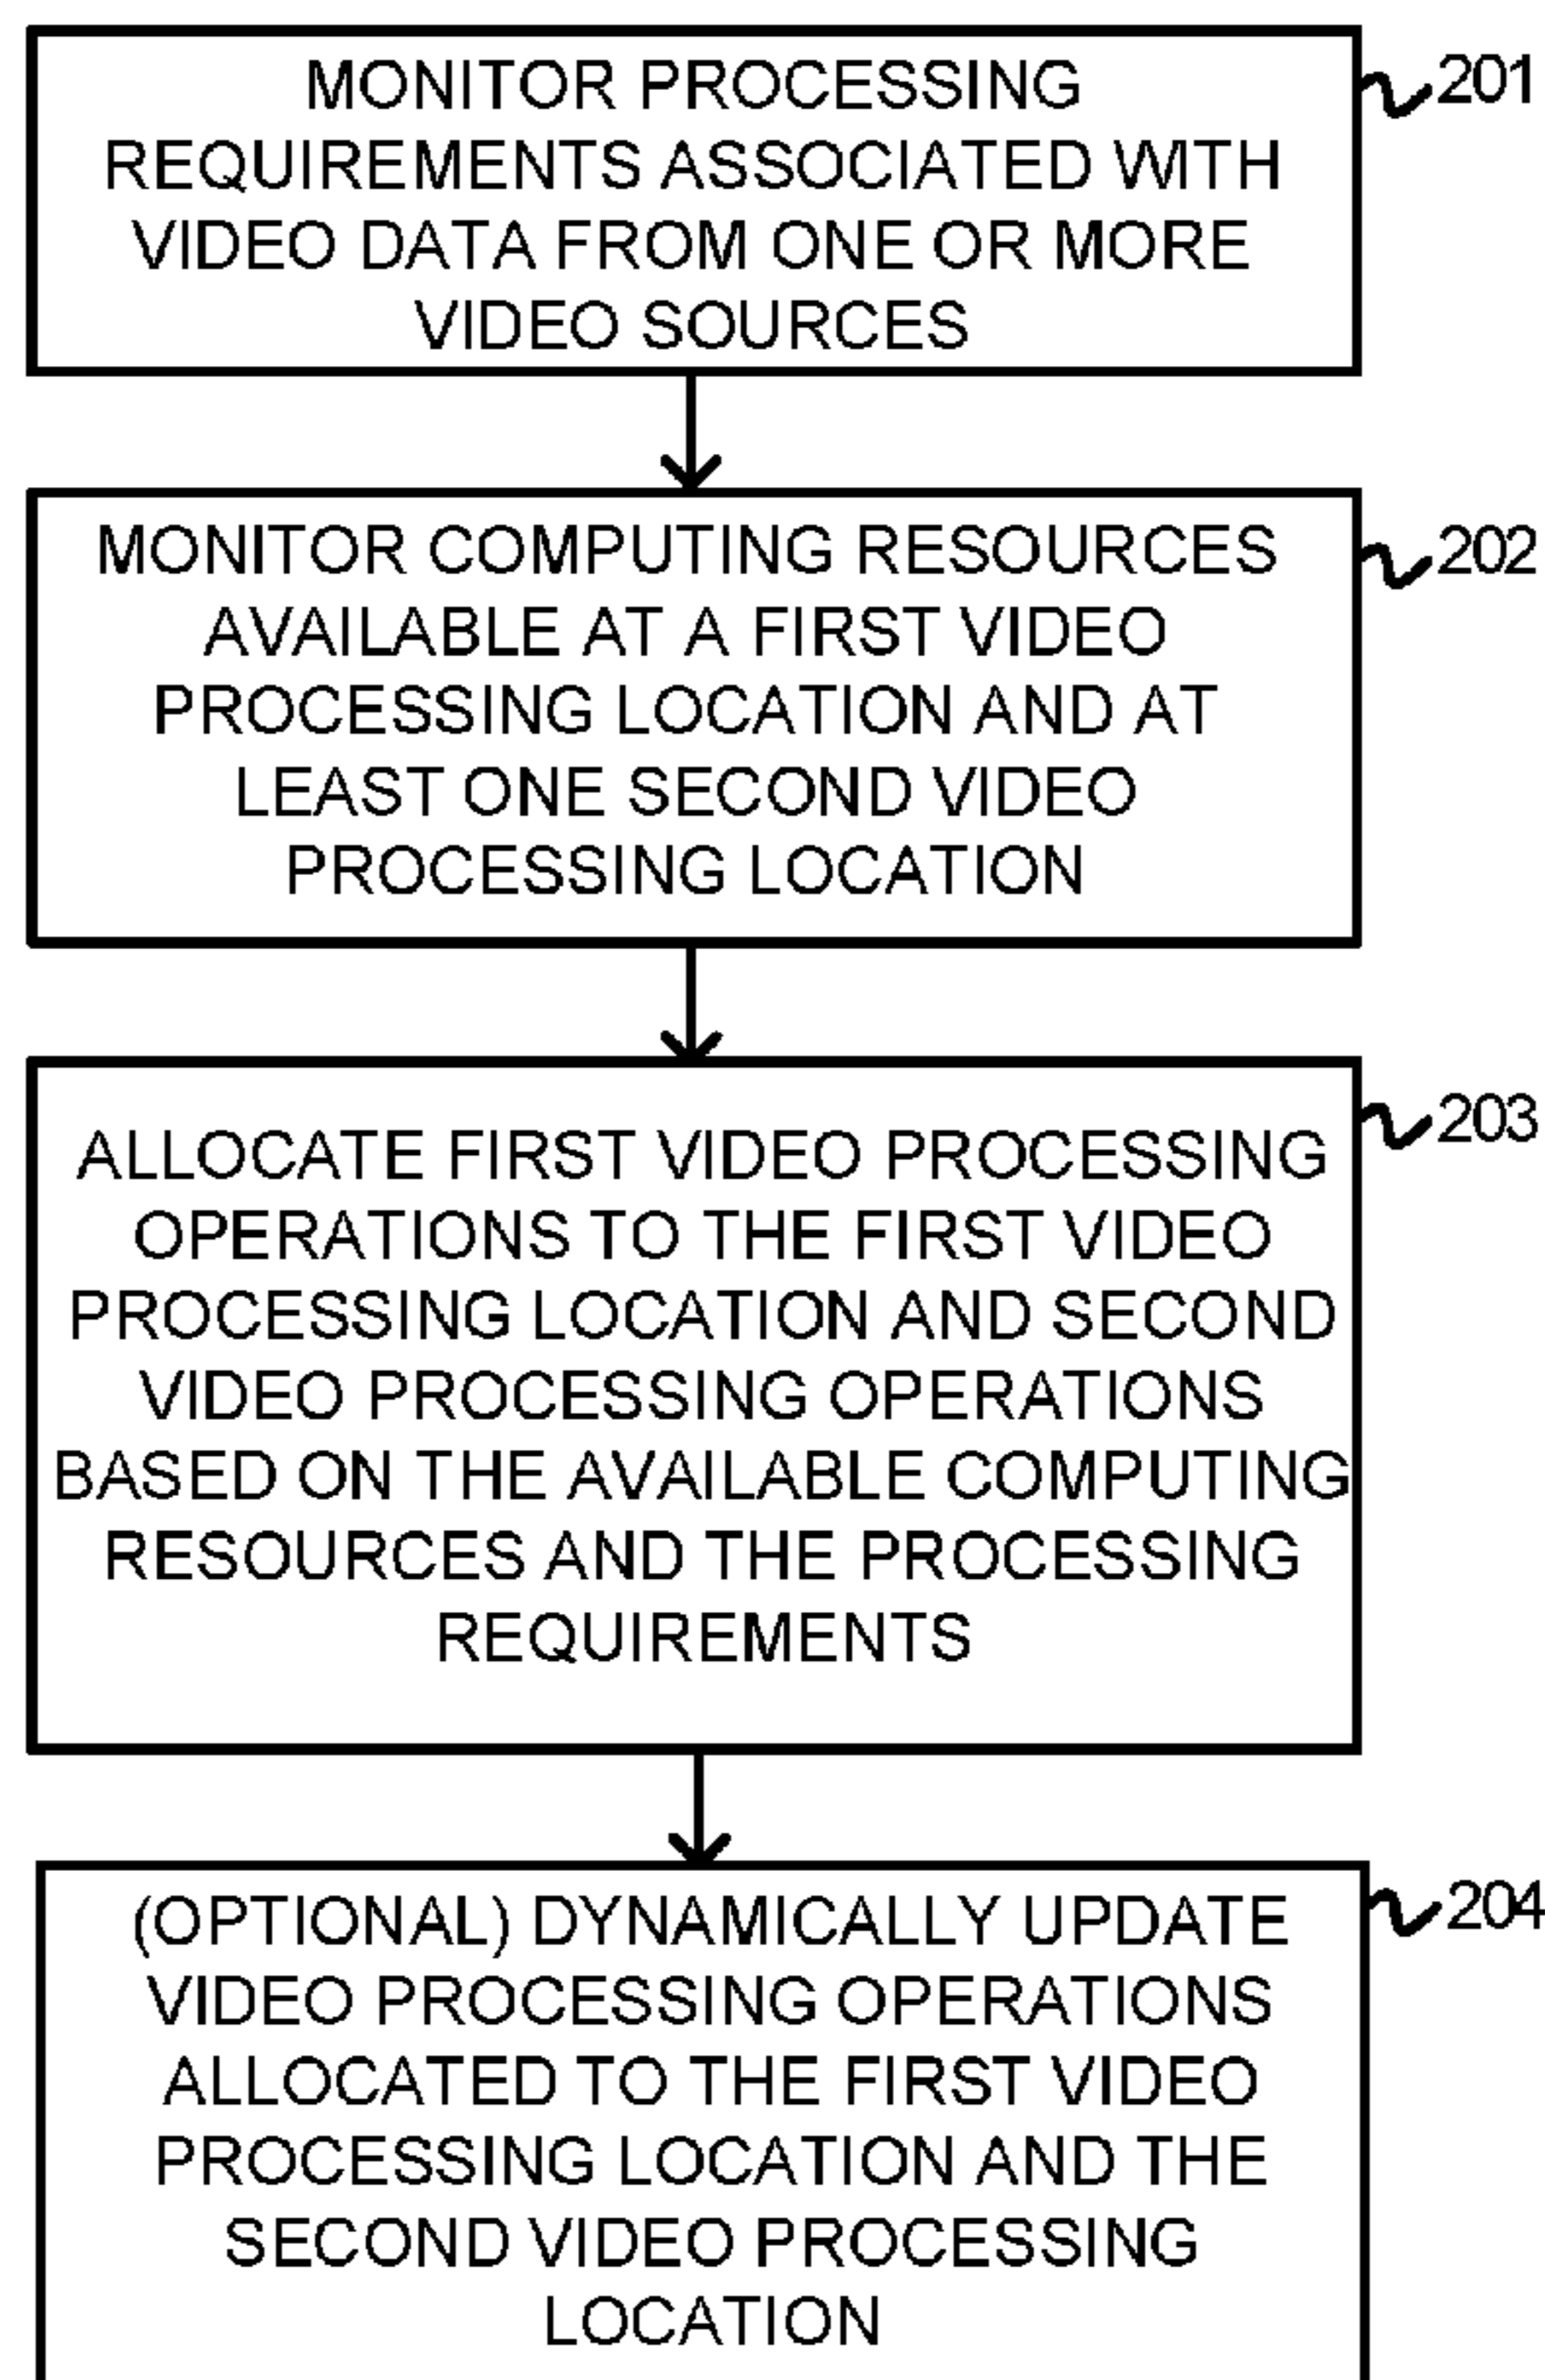 MONITOR PROCESSING
REQUIREMENTS ASSOCIATED WITH
VIDEO DATA FROM ONE OR MORE
VIDEO SOURCES
201
MONITOR COMPUTING RESOURCES
AVAILABLE AT A FIRST VIDEO
PROCESSING LOCATION AND AT
LEAST ONE SECOND VIDEO
PROCESSING LOCATION
202
ALLOCATE FIRST VIDEO PROCESSING
OPERATIONS TO THE FIRST VIDEO
PROCESSING LOCATION AND SECOND
VIDEO PROCESSING OPERATIONS
BASED ON THE AVAILABLE COMPUTING
RESOURCES AND THE PROCESSING
REQUIREMENTS
203
(OPTIONAL) DYNAMICALLY UPDATE
VIDEO PROCESSING OPERATIONS
ALLOCATED TO THE FIRST VIDEO
PROCESSING LOCATION AND THE
SECOND VIDEO PROCESSING
LOCATION
204